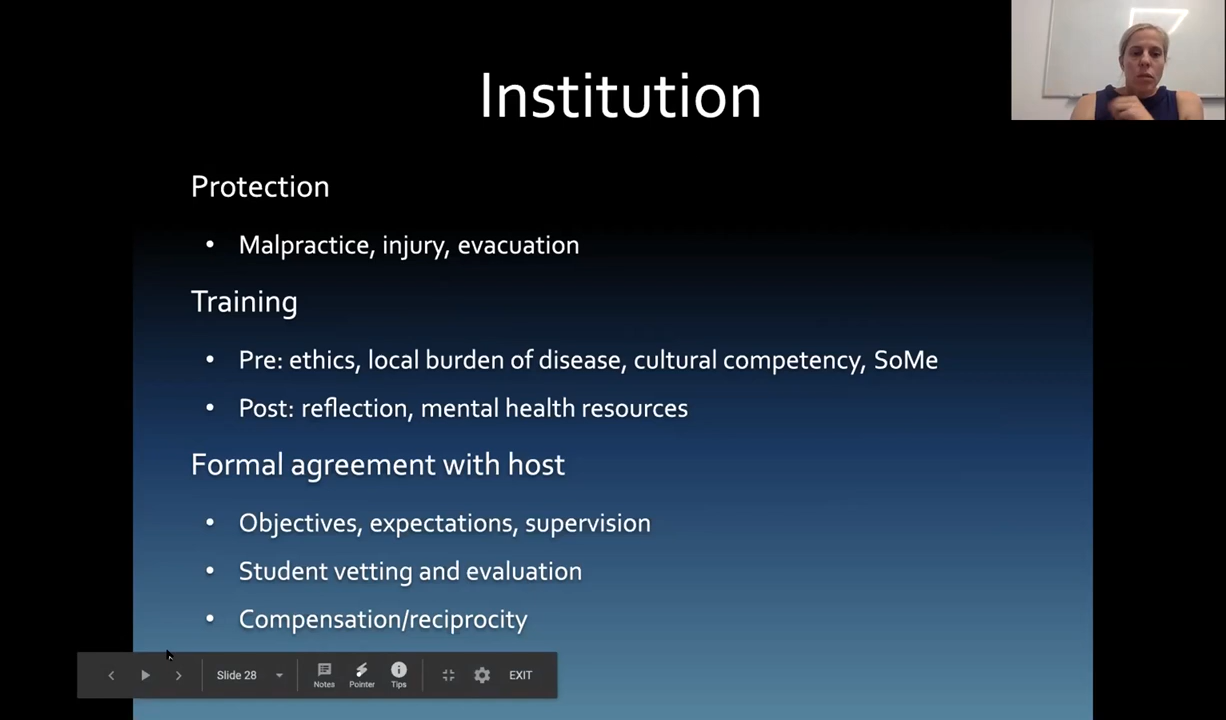 Institution
Protection
• Malpractice, injury, evacuation
Training
• Pre: ethics, local burden of disease, cultural competency, SoMe
• Post: reflection, mental health resources
Formal agreement with host
• Objectives, expectations, supervision
• Student vetting and evaluation
• Compensation/reciprocity
Slide 28
Notes
Pointer
Tips
EXIT